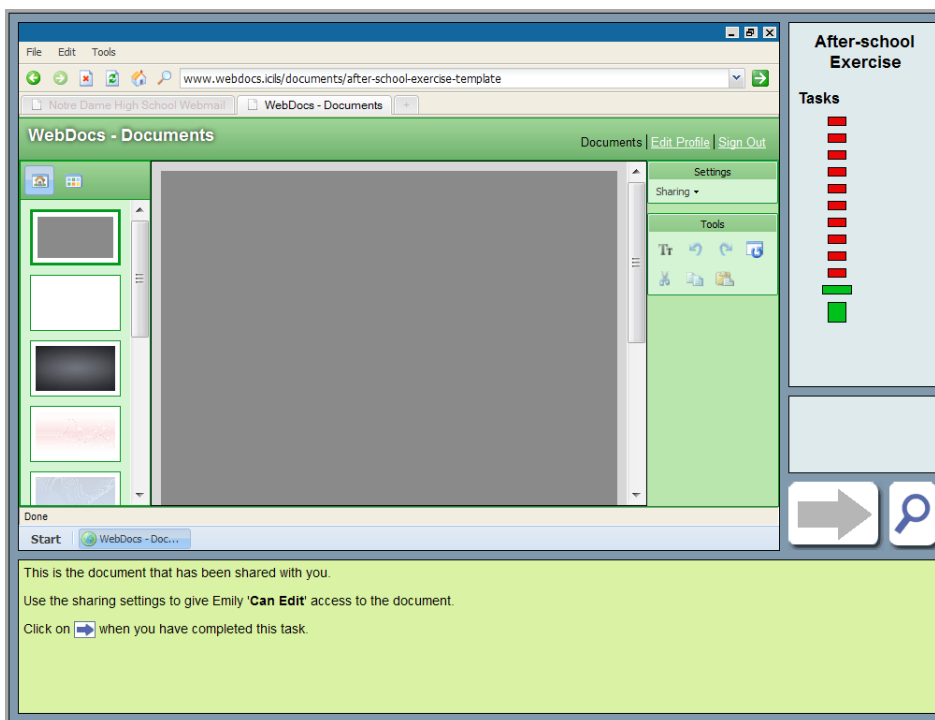 File Edit Tools
www.webdocs.icils/documents/after-school-exercise-template
Notre Dame High School Webmail
WebDocs - Documents
WebDocs - Documents
Documents | Edit Profile | Sign Out
Settings
Sharing
Tools
Tr
Done
Start
WebDocs - Doc...
After-school
Exercise
Tasks
This is the document that has been shared with you.
Use the sharing settings to give Emily 'Can Edit' access to the document.
Click on when you have completed this task.